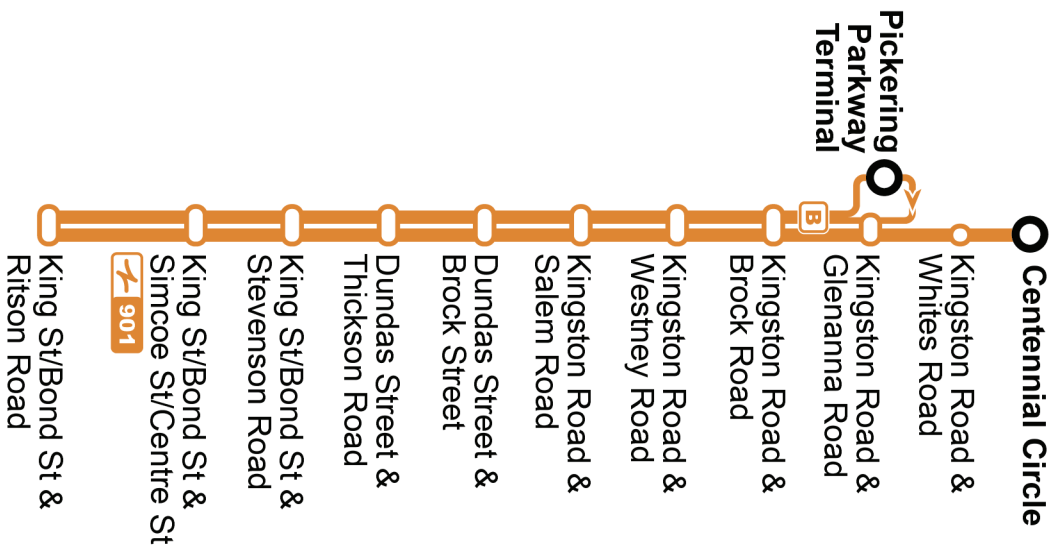 Pickering
Parkway
Terminal
B
Centennial Circle
Kingston Road &
Whites Road
Kingston Road &
Glenanna Road
Kingston Road &
Brock Road
Kingston Road &
Westney Road
Kingston Road &
Salem Road
Dundas Street &
Brock Street
Dundas Street &
Thickson Road
King St/Bond St &
Stevenson Road
King St/Bond St &
Simcoe St/Centre St
901
King St/Bond St &
Ritson Road